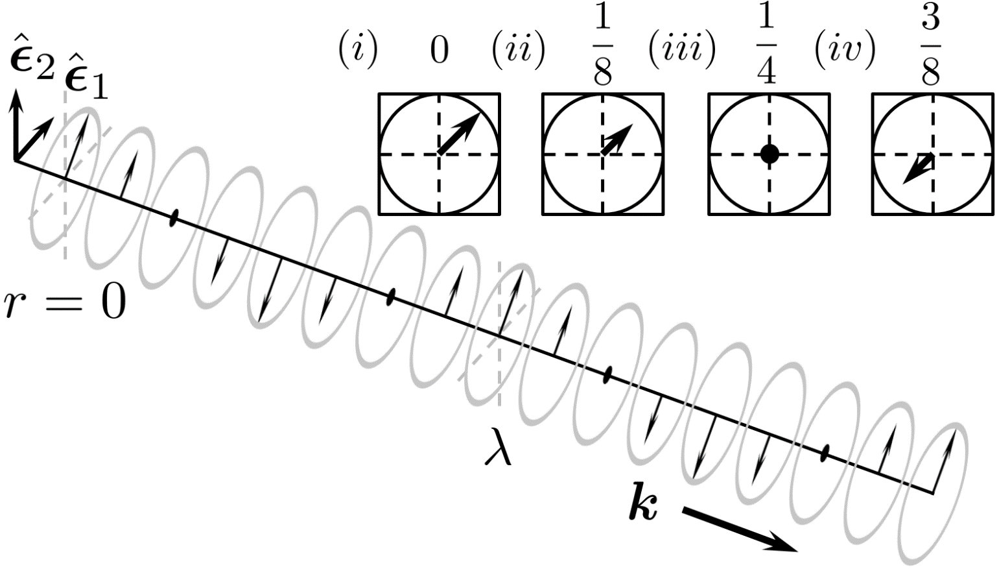 (i) 0 (ii) 1/8 (iii) 1/4 (iv) 3/8
ϵ̂₂ ϵ̂₁
r = 0
λ
k